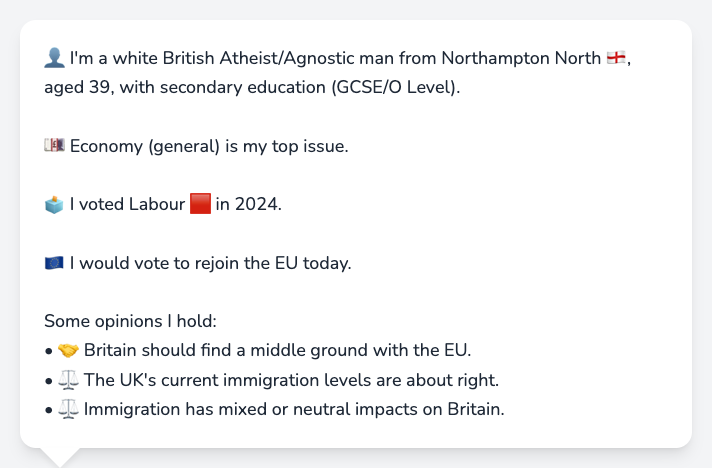 👤 I'm a white British Atheist/Agnostic man from Northampton North 🏴󠁧󠁢󠁥󠁮󠁧󠁿,
aged 39, with secondary education (GCSE/O Level).
💷 Economy (general) is my top issue.
🗳️ I voted Labour 🟥 in 2024.
🇪🇺 I would vote to rejoin the EU today.
Some opinions I hold:
• 🤝 Britain should find a middle ground with the EU.
• ⚖️ The UK's current immigration levels are about right.
• ⚖️ Immigration has mixed or neutral impacts on Britain.